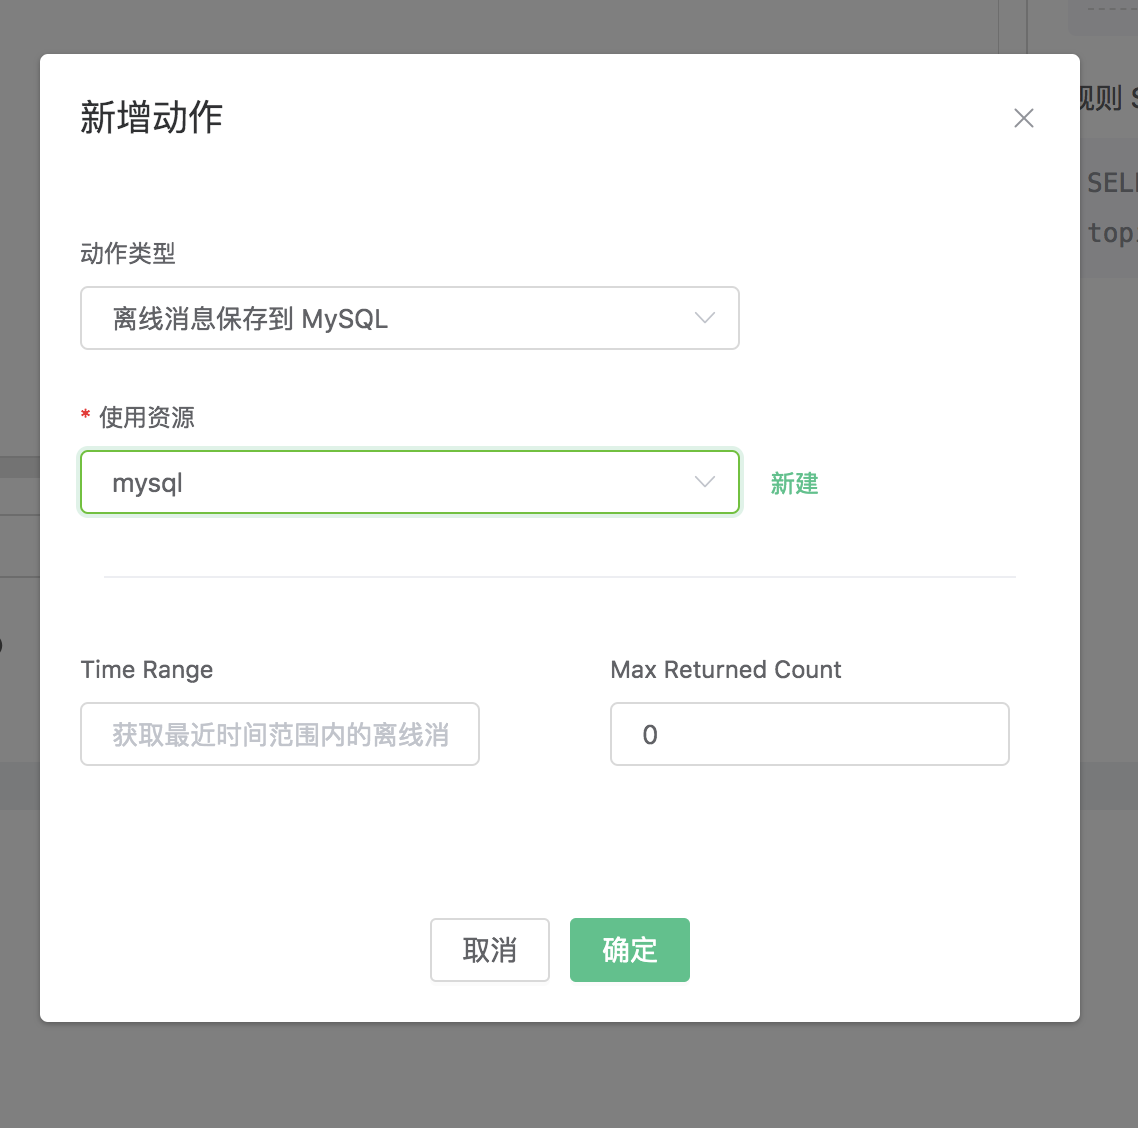 新增动作
动作类型
离线消息保存到 MySQL
* 使用资源
mysql
新建
Time Range
Max Returned Count
获取最近时间范围内的离线消
0
取消
确定
则 S
SEL
top